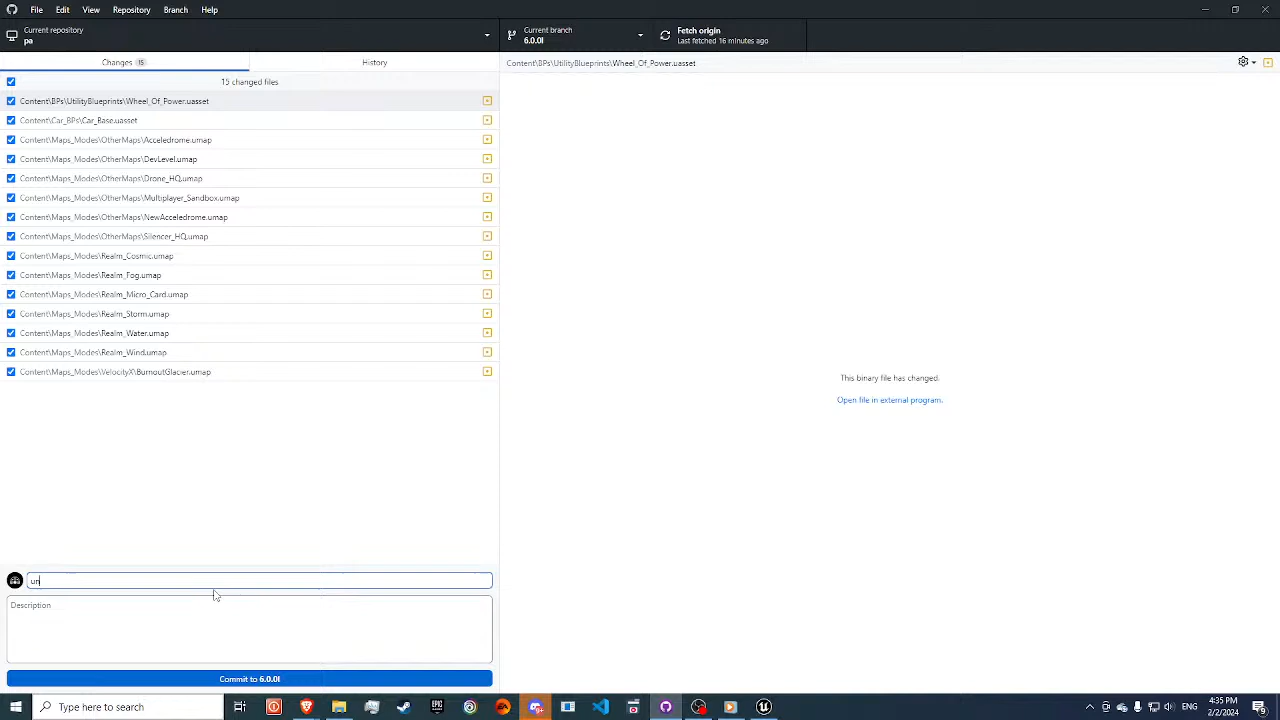 File Edit View Repository Branch Help
Current repository
pa
Current branch
6.0.0l
Fetch origin
Last fetched 16 minutes ago
Changes 15
History
Content\BPs\UtilityBlueprints\Wheel_Of_Power.uasset
15 changed files
Content\BPs\UtilityBlueprints\Wheel_Of_Power.uasset
Content\Car_BPs\Car_Base.uasset
Content\Maps_Modes\OtherMaps\Acceledrome.umap
Content\Maps_Modes\OtherMaps\DevLevel.umap
Content\Maps_Modes\OtherMaps\Drone_HQ.umap
Content\Maps_Modes\OtherMaps\Multiplayer_Sandbox.umap
Content\Maps_Modes\OtherMaps\NewAcceledrome.umap
Content\Maps_Modes\OtherMaps\Silencer_HQ.umap
Content\Maps_Modes\Realm_Cosmic.umap
Content\Maps_Modes\Realm_Fog.umap
Content\Maps_Modes\Realm_Micro_Card.umap
Content\Maps_Modes\Realm_Storm.umap
Content\Maps_Modes\Realm_Water.umap
Content\Maps_Modes\Realm_Wind.umap
Content\Maps_Modes\VelocityX\BurnoutGlacier.umap
This binary file has changed.
Open file in external program.
un
Description
Commit to 6.0.0l
Type here to search
EPIC
EA
ENG
4:35 PM
2/2/2024